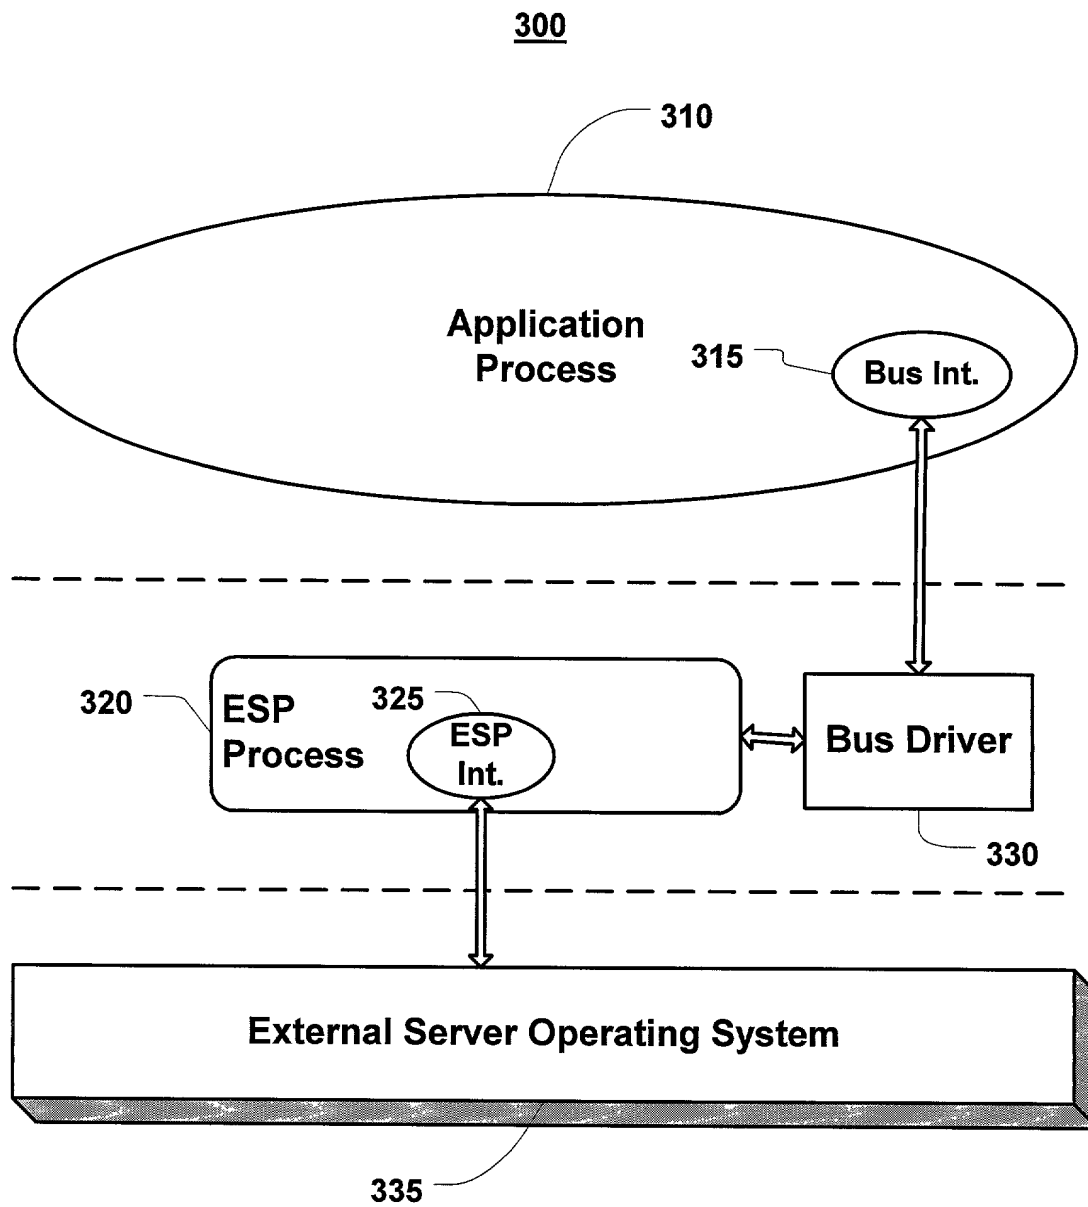 300
310
Application
Process
315
Bus Int.
320
ESP
Process
325
ESP
Int.
Bus Driver
330
External Server Operating System
335